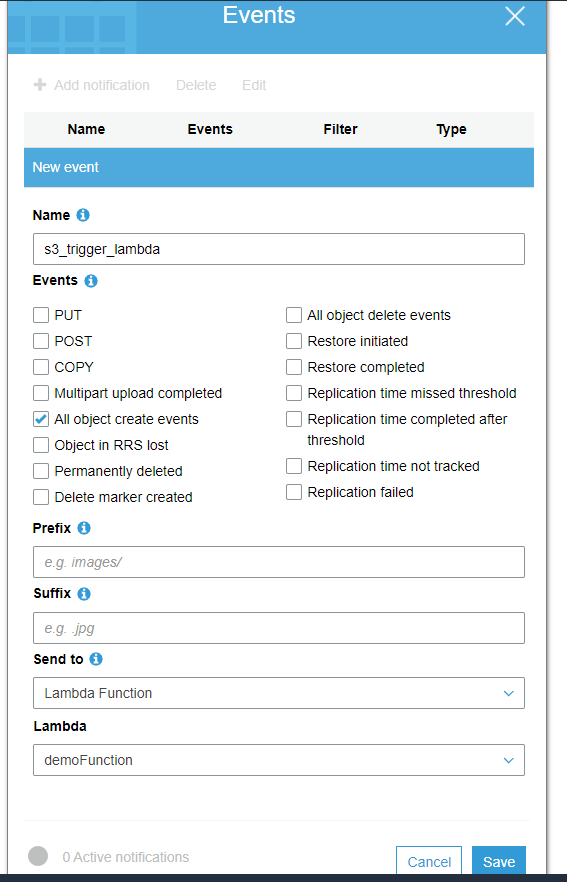 Events
Add notification Delete Edit
Name Events Filter Type
New event
Name
s3_trigger_lambda
Events
PUT
POST
COPY
Multipart upload completed
All object create events
Object in RRS lost
Permanently deleted
Delete marker created
All object delete events
Restore initiated
Restore completed
Replication time missed threshold
Replication time completed after
threshold
Replication time not tracked
Replication failed
Prefix
e.g. images/
Suffix
e.g. .jpg
Send to
Lambda Function
Lambda
demoFunction
0 Active notifications
Cancel Save